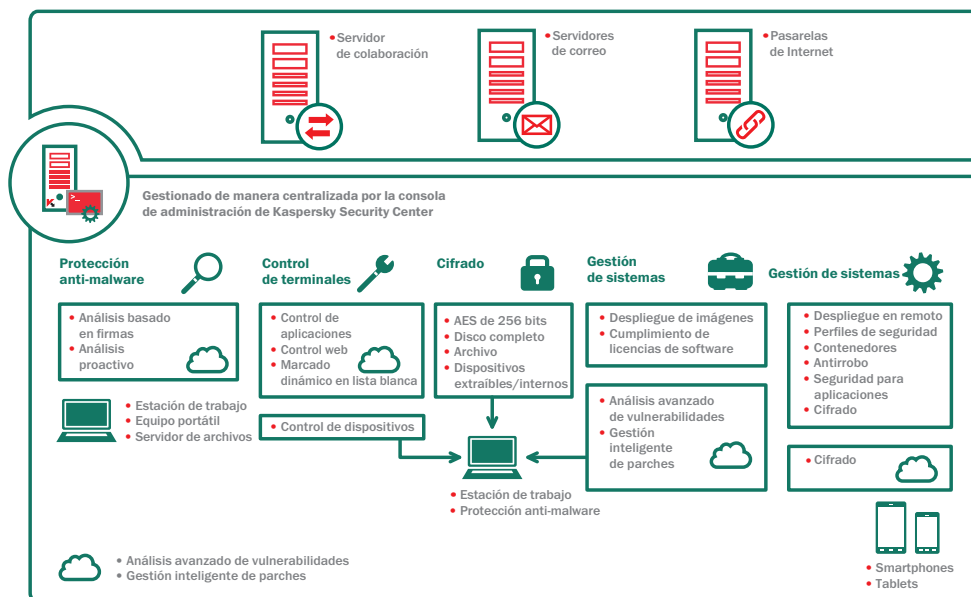 • Servidor
de colaboración
• Servidores
de correo
• Pasarelas
de Internet
>_
K
Gestionado de manera centralizada por la consola
de administración de Kaspersky Security Center
Protección
anti-malware
• Análisis basado
en firmas
• Análisis
proactivo
• Estación de trabajo
• Equipo portátil
• Servidor de archivos
Control
de terminales
• Control de
aplicaciones
• Control web
• Marcado
dinámico en lista blanca
• Control de dispositivos
Cifrado
• AES de 256 bits
• Disco completo
• Archivo
• Dispositivos
extraíbles/internos
• Estación de trabajo
• Protección anti-malware
Gestión
de sistemas
• Despliegue de imágenes
• Cumplimiento de
licencias de software
• Análisis avanzado
de vulnerabilidades
• Gestión
inteligente
de parches
Gestión de sistemas
• Despliegue en remoto
• Perfiles de seguridad
• Contenedores
• Antirrobo
• Seguridad para
aplicaciones
• Cifrado
• Cifrado
• Smartphones
• Tablets
• Análisis avanzado de vulnerabilidades
• Gestión inteligente de parches